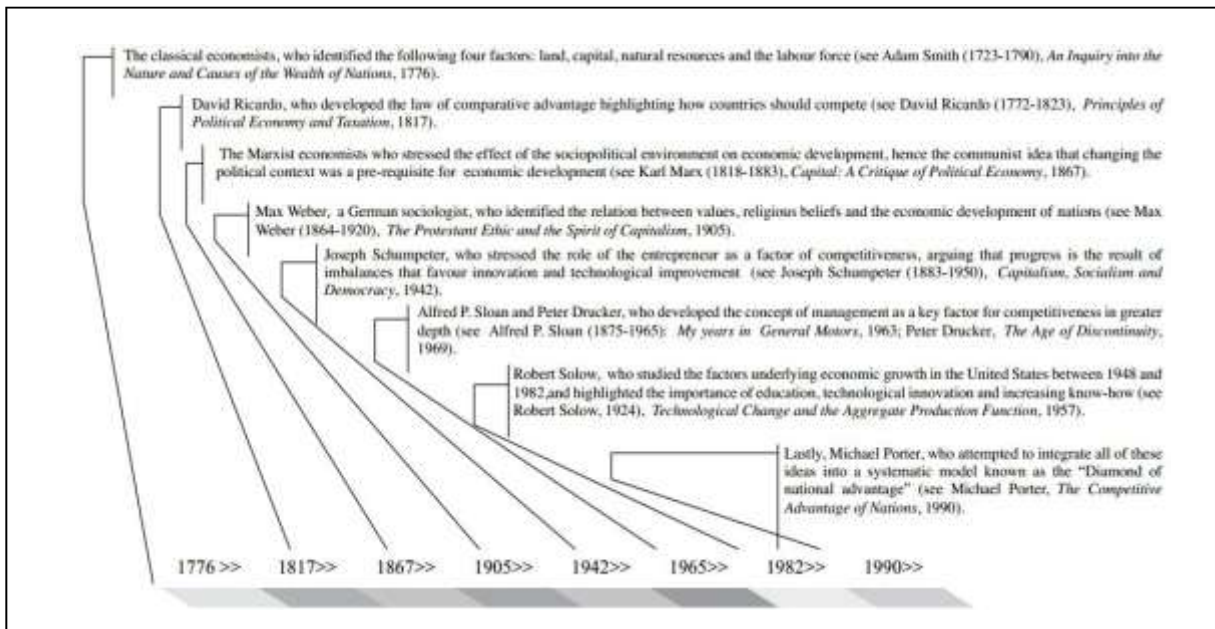 The classical economists, who identified the following four factors: land, capital, natural resources and the labour force (see Adam Smith (1723-1790), An Inquiry into the
Nature and Causes of the Wealth of Nations, 1776).
David Ricardo, who developed the law of comparative advantage highlighting how countries should compete (see David Ricardo (1772-1823), Principles of
Political Economy and Taxation, 1817).
The Marxist economists who stressed the effect of the sociopolitical environment on economic development, hence the communist idea that changing the
political context was a pre-requisite for economic development (see Karl Marx (1818-1883), Capital: A Critique of Political Economy, 1867).
Max Weber, a German sociologist, who identified the relation between values, religious beliefs and the economic development of nations (see Max
Weber (1864-1920), The Protestant Ethic and the Spirit of Capitalism, 1905).
Joseph Schumpeter, who stressed the role of the entrepreneur as a factor of competitiveness, arguing that progress is the result of
imbalances that favour innovation and technological improvement (see Joseph Schumpeter (1883-1950), Capitalism, Socialism and
Democracy, 1942).
Alfred P. Sloan and Peter Drucker, who developed the concept of management as a key factor for competitiveness in greater
depth (see Alfred P. Sloan (1875-1965): My years in General Motors, 1963; Peter Drucker, The Age of Discontinuity,
1969).
Robert Solow, who studied the factors underlying economic growth in the United States between 1948 and
1982,and highlighted the importance of education, technological innovation and increasing know-how (see
Robert Solow, 1924), Technological Change and the Aggregate Production Function, 1957).
Lastly, Michael Porter, who attempted to integrate all of these
ideas into a systematic model known as the “Diamond of
national advantage” (see Michael Porter, The Competitive
Advantage of Nations, 1990).
1776 >> 1817>> 1867>> 1905>> 1942>> 1965>> 1982>> 1990>>